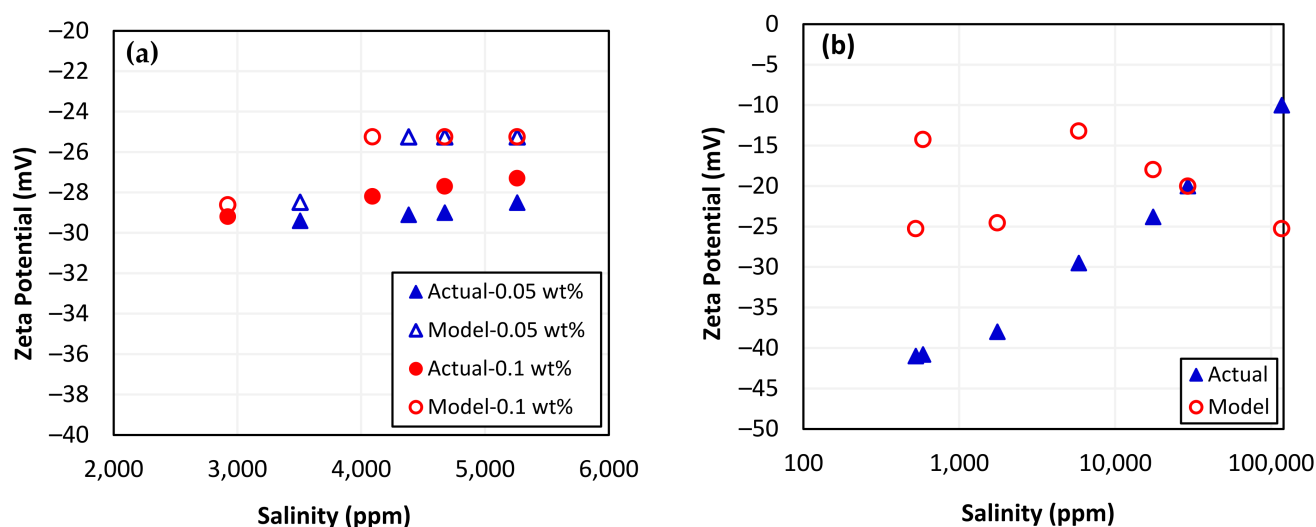 (a)
Zeta Potential (mV)
−20
−22
−24
−26
−28
−30
−32
−34
−36
−38
−40
2,000
3,000
4,000
5,000
6,000
Salinity (ppm)
Actual-0.05 wt%
Model-0.05 wt%
Actual-0.1 wt%
Model-0.1 wt%
(b)
Zeta Potential (mV)
0
−5
−10
−15
−20
−25
−30
−35
−40
−45
−50
100
1,000
10,000
100,000
Salinity (ppm)
Actual
Model